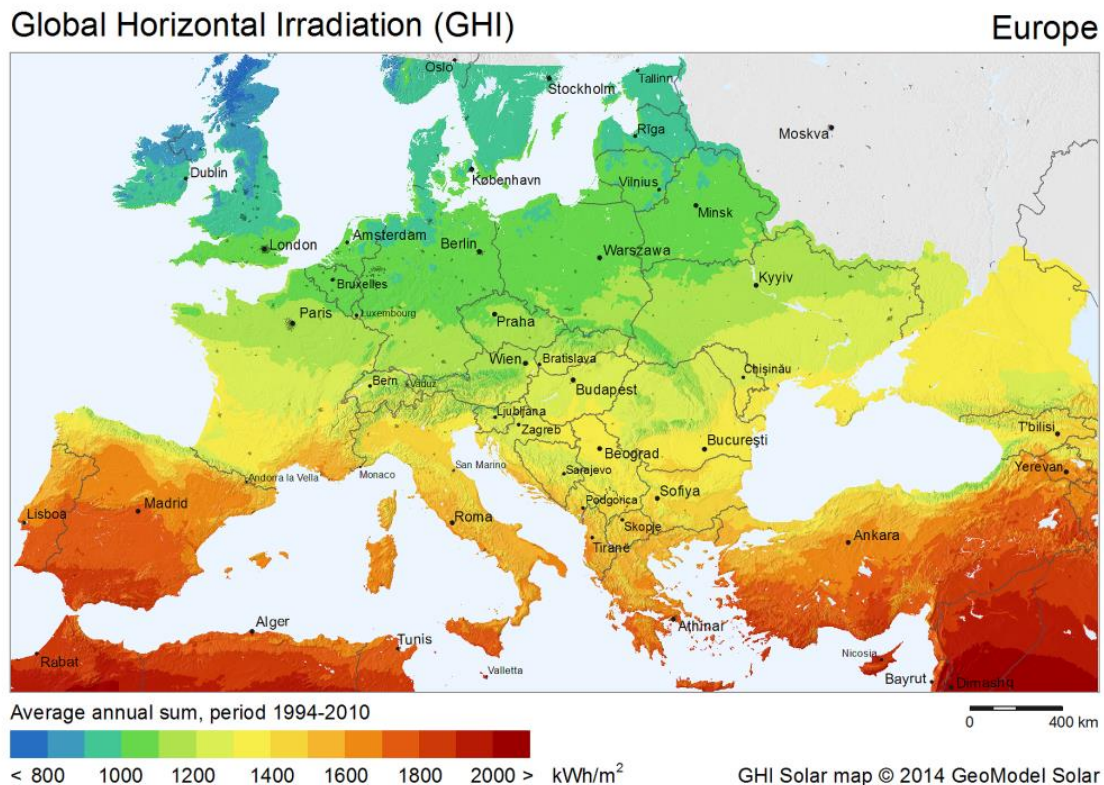 Global Horizontal Irradiation (GHI)
Europe
Oslo
Stockholm
Tallinn
Rīga
Moskva
Dublin
København
Vilnius
Minsk
London
Amsterdam
Berlin
Warszawa
Bruxelles
Kyyiv
Paris
Luxembourg
Praha
Wien
Bratislava
Bern
Vaduz
Budapest
Chișinău
Ljubljana
Zagreb
T'bilisi
Beograd
București
Monaco
San Marino
Sarajevo
Yerevan
Andorra la Vella
Podgorica
Sofiya
Madrid
Lisboa
Roma
Skopje
Tiranë
Ankara
Alger
Athinai
Tunis
Rabat
Nicosia
Valletta
Bayrut
Dimashq
Average annual sum, period 1994-2010
0 400 km
< 800 1000 1200 1400 1600 1800 2000 > kWh/m²
GHI Solar map © 2014 GeoModel Solar